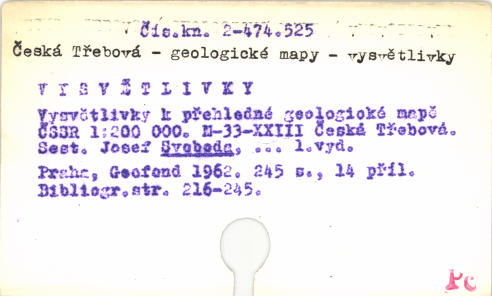 Čís.kn. 2-474.525
Česká Třebová - geologické mapy - vysvětlivky
VYSVĚTLIVKY
Vysvětlivky k přehledné geologické mapě
ČSSR 1:200 000. M-33-XXIII Česká Třebová.
Sest. Josef Svoboda, ... 1.vyd.
Praha, Geofond 1962. 245 s., 14 příl.
Bibliogr.str. 216-245.
Pc